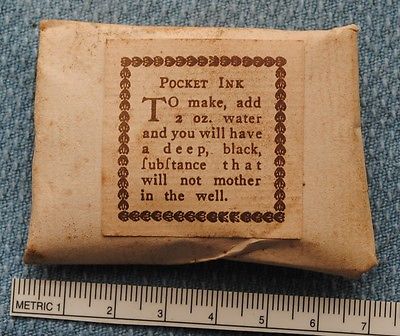 POCKET INK
TO make, add
2 oz. water
and you will have
a deep, black,
ſubſtance that
will not mother
in the well.
METRIC 1 2 3 4 5 6 7